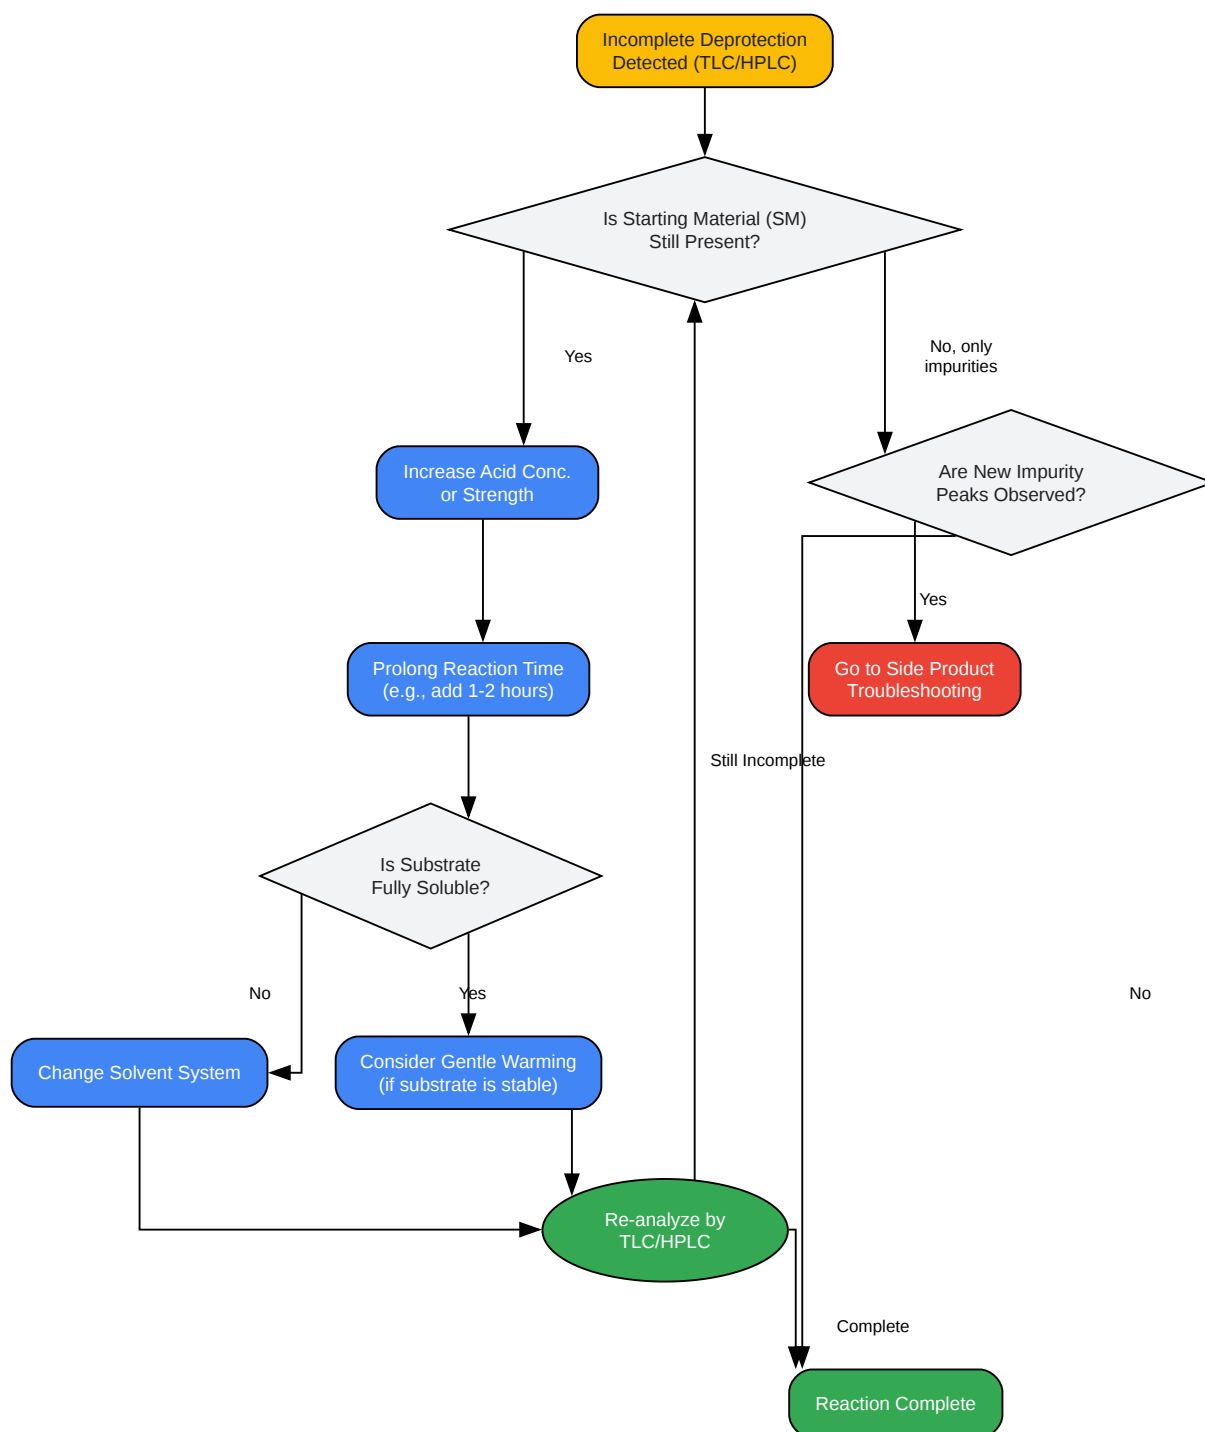 Incomplete Deprotection
Detected (TLC/HPLC)
Is Starting Material (SM)
Still Present?
Yes
No, only
impurities
Increase Acid Conc.
or Strength
Are New Impurity
Peaks Observed?
Yes
Prolong Reaction Time
(e.g., add 1-2 hours)
Go to Side Product
Troubleshooting
Still Incomplete
Is Substrate
Fully Soluble?
No
Yes
No
Change Solvent System
Consider Gentle Warming
(if substrate is stable)
Re-analyze by
TLC/HPLC
Complete
Reaction Complete